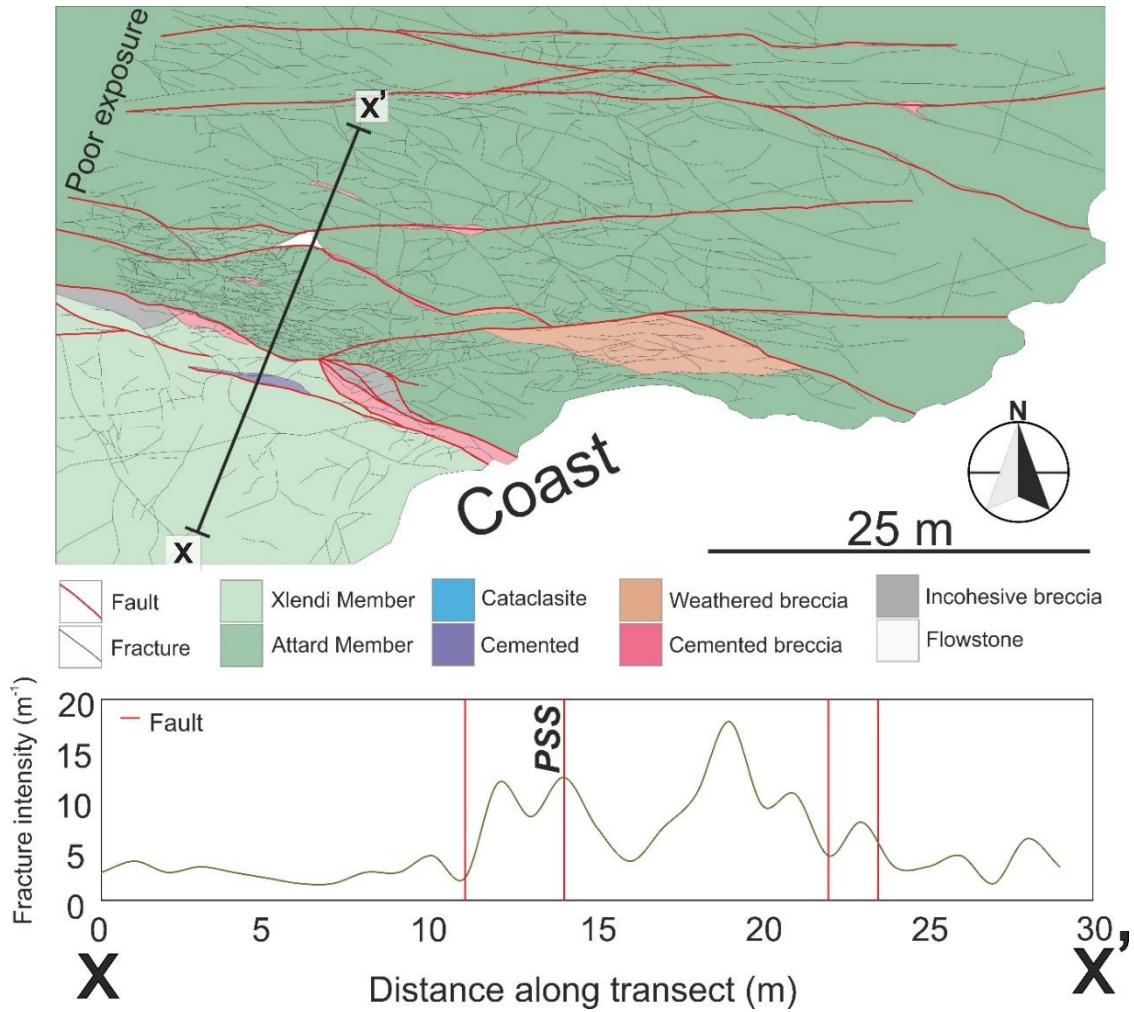 Poor exposure
X'
X
Coast
N
25 m
Fault
Xlendi Member
Cataclasite
Weathered breccia
Incohesive breccia
Fracture
Attard Member
Cemented
Cemented breccia
Flowstone
Fracture intensity (m⁻¹)
20
15
10
5
0
Fault
PSS
0 5 10 15 20 25 30
X X'
Distance along transect (m)